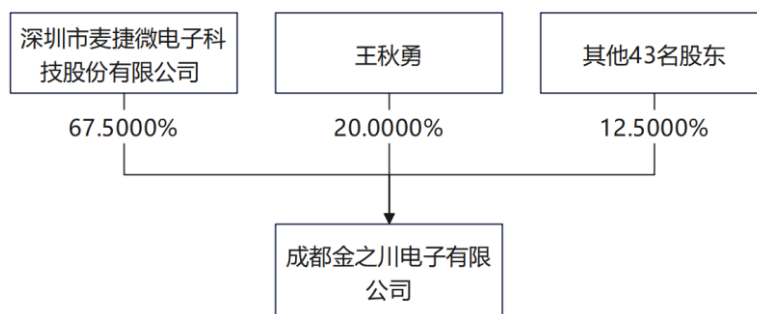 深圳市麦捷微电子科
技股份有限公司
王秋勇
其他43名股东
67.5000%
20.0000%
12.5000%
成都金之川电子有限
公司